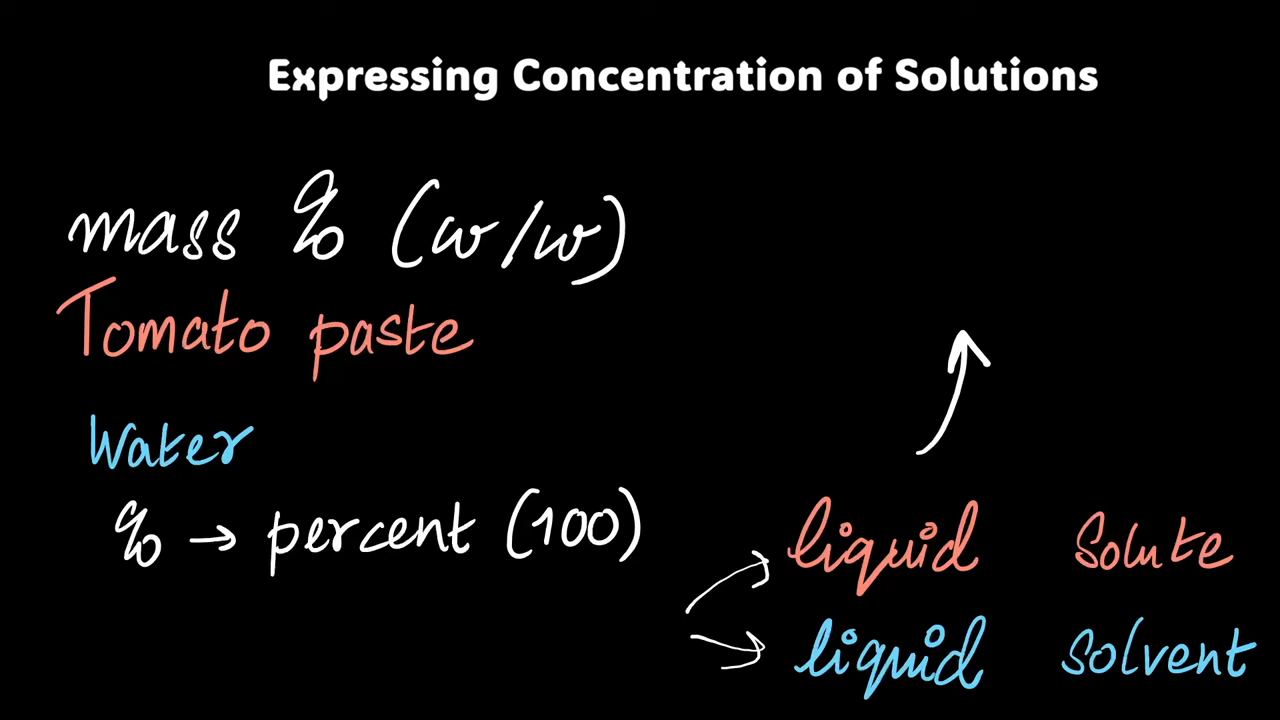 Expressing Concentration of Solutions
mass % (w/w)
Tomato paste
Water
% → percent (100)
liquid solute
liquid solvent